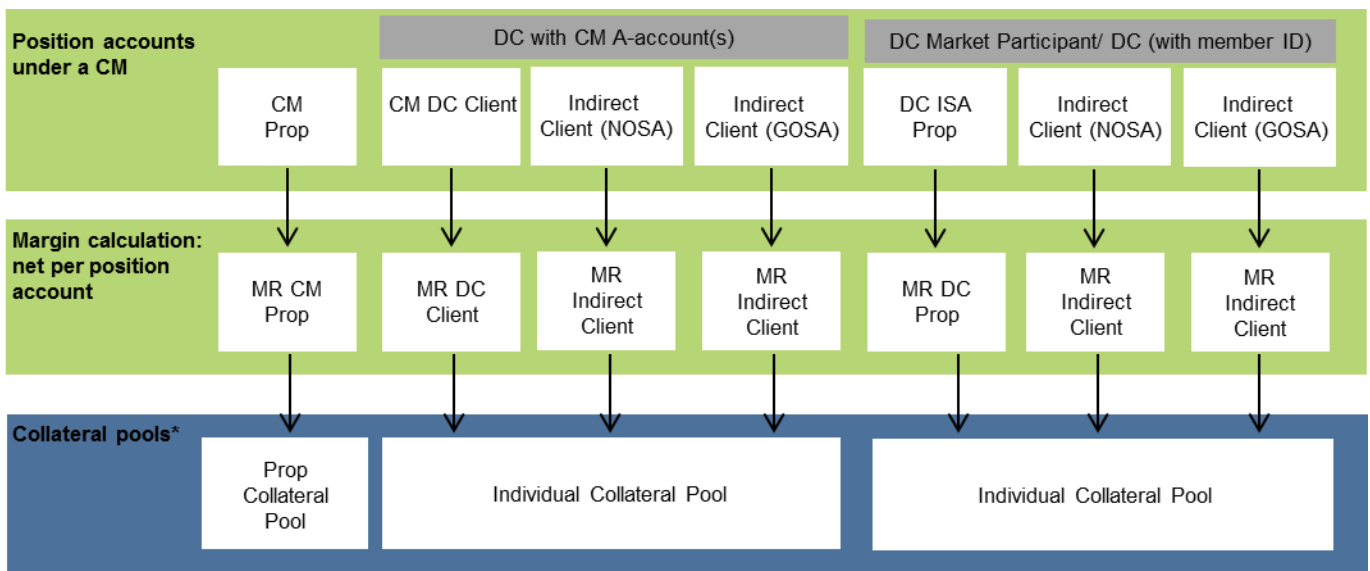 Position accounts
under a CM
DC with CM A-account(s)
DC Market Participant/ DC (with member ID)
CM
Prop
CM DC Client
Indirect
Client (NOSA)
Indirect
Client (GOSA)
DC ISA
Prop
Indirect
Client (NOSA)
Indirect
Client (GOSA)
Margin calculation:
net per position
account
MR CM
Prop
MR DC
Client
MR
Indirect
Client
MR
Indirect
Client
MR DC
Prop
MR
Indirect
Client
MR
Indirect
Client
Collateral pools*
Prop
Collateral
Pool
Individual Collateral Pool
Individual Collateral Pool